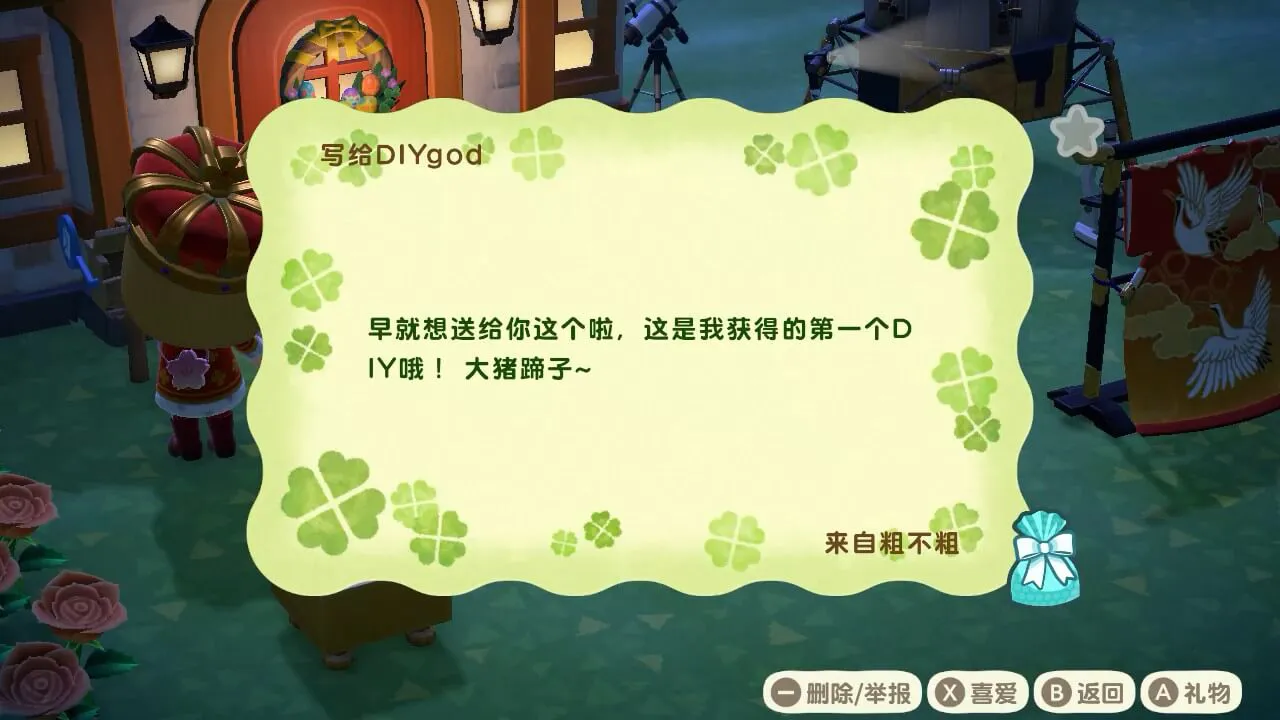 写给DIYgod
早就想送给你这个啦，这是我获得的第一个D
IY哦！ 大猪蹄子~
来自粗不粗
删除/举报 X 喜爱 B 返回 A 礼物